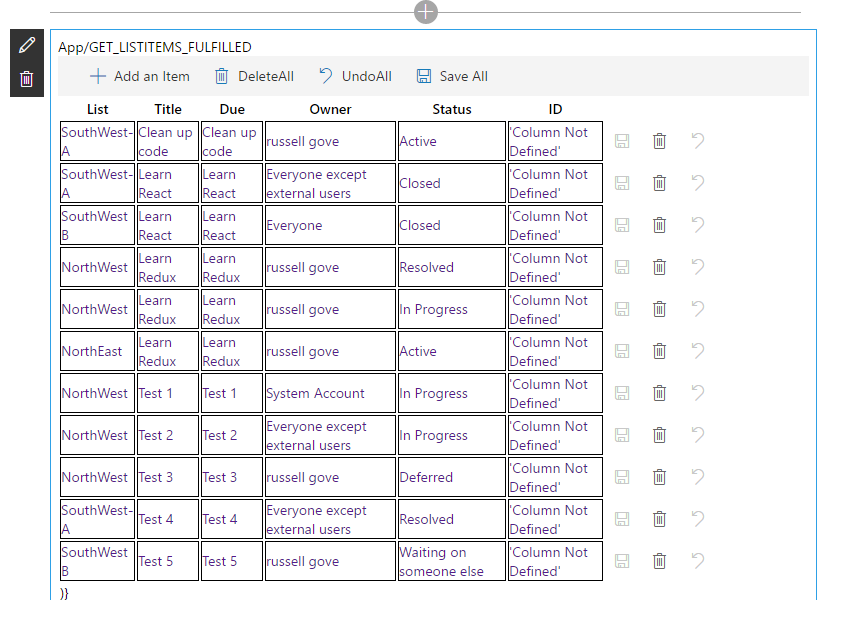 App/GET_LISTITEMS_FULFILLED
Add an Item DeleteAll UndoAll Save All
List Title Due Owner Status ID
SouthWest-A Clean up code Clean up code russell gove Active 'Column Not Defined'
SouthWest-A Learn React Learn React Everyone except external users Closed 'Column Not Defined'
SouthWest B Learn React Learn React Everyone Closed 'Column Not Defined'
NorthWest Learn Redux Learn Redux russell gove Resolved 'Column Not Defined'
NorthWest Learn Redux Learn Redux russell gove In Progress 'Column Not Defined'
NorthEast Learn Redux Learn Redux russell gove Active 'Column Not Defined'
NorthWest Test 1 Test 1 System Account In Progress 'Column Not Defined'
NorthWest Test 2 Test 2 Everyone except external users In Progress 'Column Not Defined'
NorthWest Test 3 Test 3 russell gove Deferred 'Column Not Defined'
SouthWest-A Test 4 Test 4 Everyone except external users Resolved 'Column Not Defined'
SouthWest B Test 5 Test 5 russell gove Waiting on someone else 'Column Not Defined'
)}